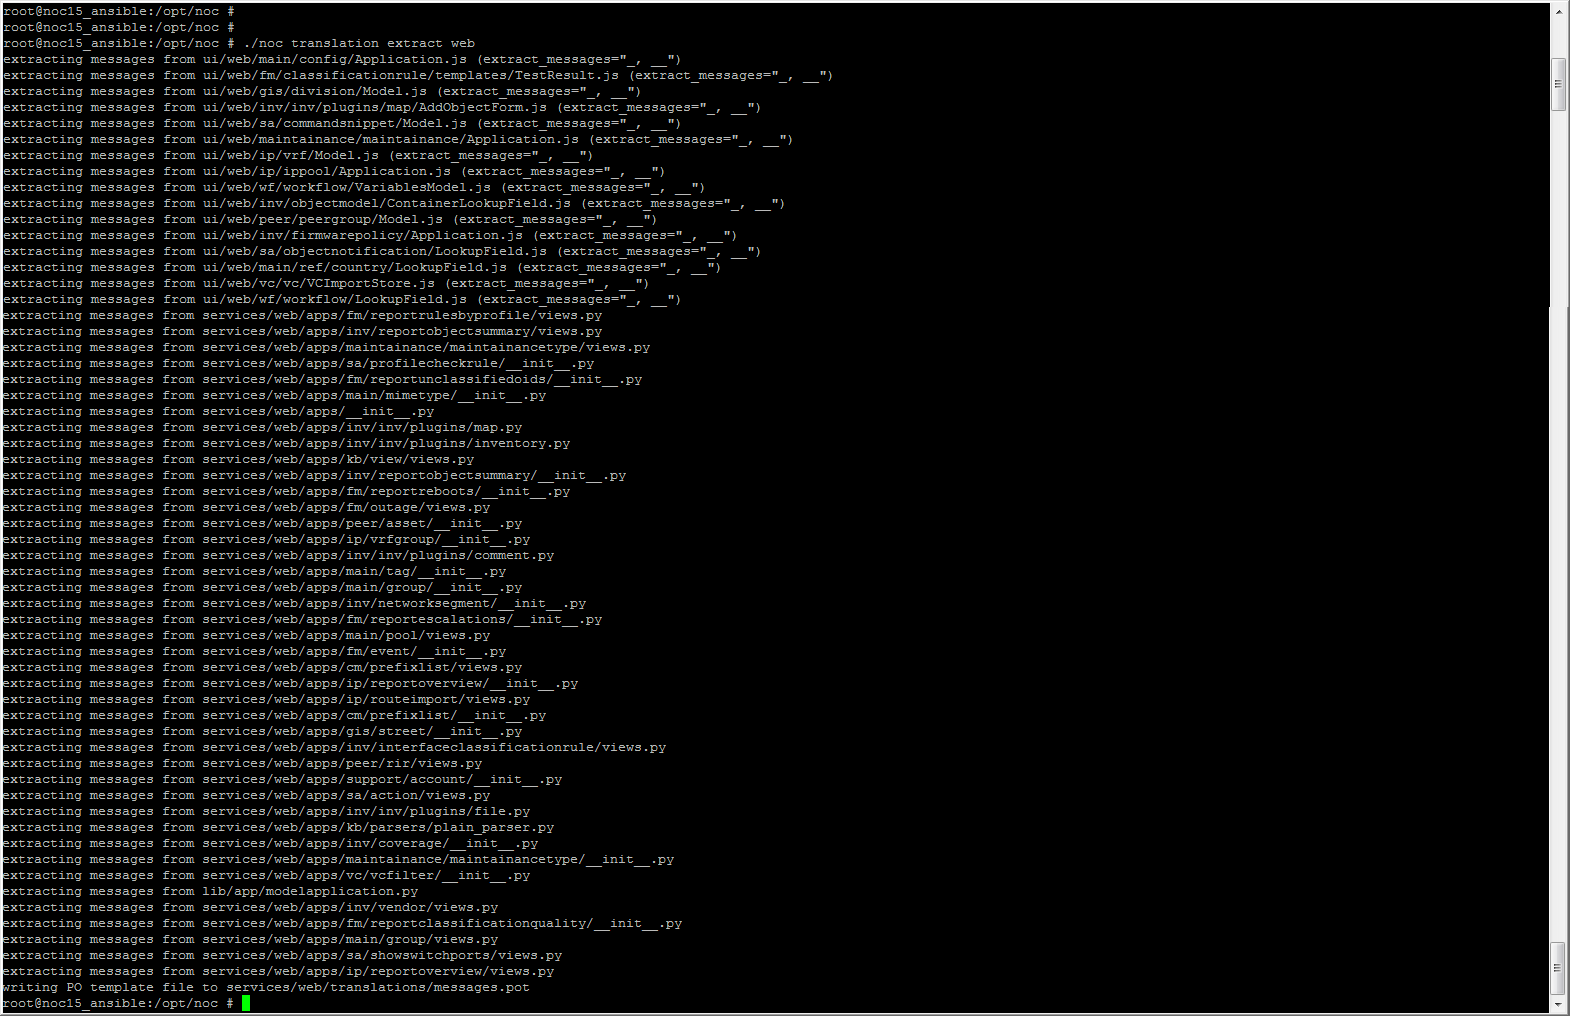 root@noc15_ansible:/opt/noc #
root@noc15_ansible:/opt/noc #
root@noc15_ansible:/opt/noc # ./noc translation extract web
extracting messages from ui/web/main/config/Application.js (extract_messages="_, __")
extracting messages from ui/web/fm/classificationrule/templates/TestResult.js (extract_messages="_, __")
extracting messages from ui/web/gis/division/Model.js (extract_messages="_, __")
extracting messages from ui/web/inv/inv/plugins/map/AddObjectForm.js (extract_messages="_, __")
extracting messages from ui/web/sa/commandsnippet/Model.js (extract_messages="_, __")
extracting messages from ui/web/maintainance/maintainance/Application.js (extract_messages="_, __")
extracting messages from ui/web/ip/vrf/Model.js (extract_messages="_, __")
extracting messages from ui/web/ip/ippool/Application.js (extract_messages="_, __")
extracting messages from ui/web/wf/workflow/VariablesModel.js (extract_messages="_, __")
extracting messages from ui/web/inv/objectmodel/ContainerLookupField.js (extract_messages="_, __")
extracting messages from ui/web/peer/peergroup/Model.js (extract_messages="_, __")
extracting messages from ui/web/inv/firmwarepolicy/Application.js (extract_messages="_, __")
extracting messages from ui/web/sa/objectnotification/LookupField.js (extract_messages="_, __")
extracting messages from ui/web/main/ref/country/LookupField.js (extract_messages="_, __")
extracting messages from ui/web/vc/vc/VCImportStore.js (extract_messages="_, __")
extracting messages from ui/web/wf/workflow/LookupField.js (extract_messages="_, __")
extracting messages from services/web/apps/fm/reportrulesbyprofile/views.py
extracting messages from services/web/apps/inv/reportobjectsummary/views.py
extracting messages from services/web/apps/maintainance/maintainancetype/views.py
extracting messages from services/web/apps/sa/profilecheckrule/__init__.py
extracting messages from services/web/apps/fm/reportunclassifiedoids/__init__.py
extracting messages from services/web/apps/main/mimetype/__init__.py
extracting messages from services/web/apps/__init__.py
extracting messages from services/web/apps/inv/inv/plugins/map.py
extracting messages from services/web/apps/inv/inv/plugins/inventory.py
extracting messages from services/web/apps/kb/view/views.py
extracting messages from services/web/apps/inv/reportobjectsummary/__init__.py
extracting messages from services/web/apps/fm/reportreboots/__init__.py
extracting messages from services/web/apps/fm/outage/views.py
extracting messages from services/web/apps/peer/asset/__init__.py
extracting messages from services/web/apps/ip/vrfgroup/__init__.py
extracting messages from services/web/apps/inv/inv/plugins/comment.py
extracting messages from services/web/apps/main/tag/__init__.py
extracting messages from services/web/apps/main/group/__init__.py
extracting messages from services/web/apps/inv/networksegment/__init__.py
extracting messages from services/web/apps/fm/reportescalations/__init__.py
extracting messages from services/web/apps/main/pool/views.py
extracting messages from services/web/apps/fm/event/__init__.py
extracting messages from services/web/apps/cm/prefixlist/views.py
extracting messages from services/web/apps/ip/reportoverview/__init__.py
extracting messages from services/web/apps/ip/routeimport/views.py
extracting messages from services/web/apps/cm/prefixlist/__init__.py
extracting messages from services/web/apps/gis/street/__init__.py
extracting messages from services/web/apps/inv/interfaceclassificationrule/views.py
extracting messages from services/web/apps/peer/rir/views.py
extracting messages from services/web/apps/support/account/__init__.py
extracting messages from services/web/apps/sa/action/views.py
extracting messages from services/web/apps/inv/inv/plugins/file.py
extracting messages from services/web/apps/kb/parsers/plain_parser.py
extracting messages from services/web/apps/inv/coverage/__init__.py
extracting messages from services/web/apps/maintainance/maintainancetype/__init__.py
extracting messages from services/web/apps/vc/vcfilter/__init__.py
extracting messages from lib/app/modelapplication.py
extracting messages from services/web/apps/inv/vendor/views.py
extracting messages from services/web/apps/fm/reportclassificationquality/__init__.py
extracting messages from services/web/apps/main/group/views.py
extracting messages from services/web/apps/sa/showswitchports/views.py
extracting messages from services/web/apps/ip/reportoverview/views.py
writing PO template file to services/web/translations/messages.pot
root@noc15_ansible:/opt/noc #